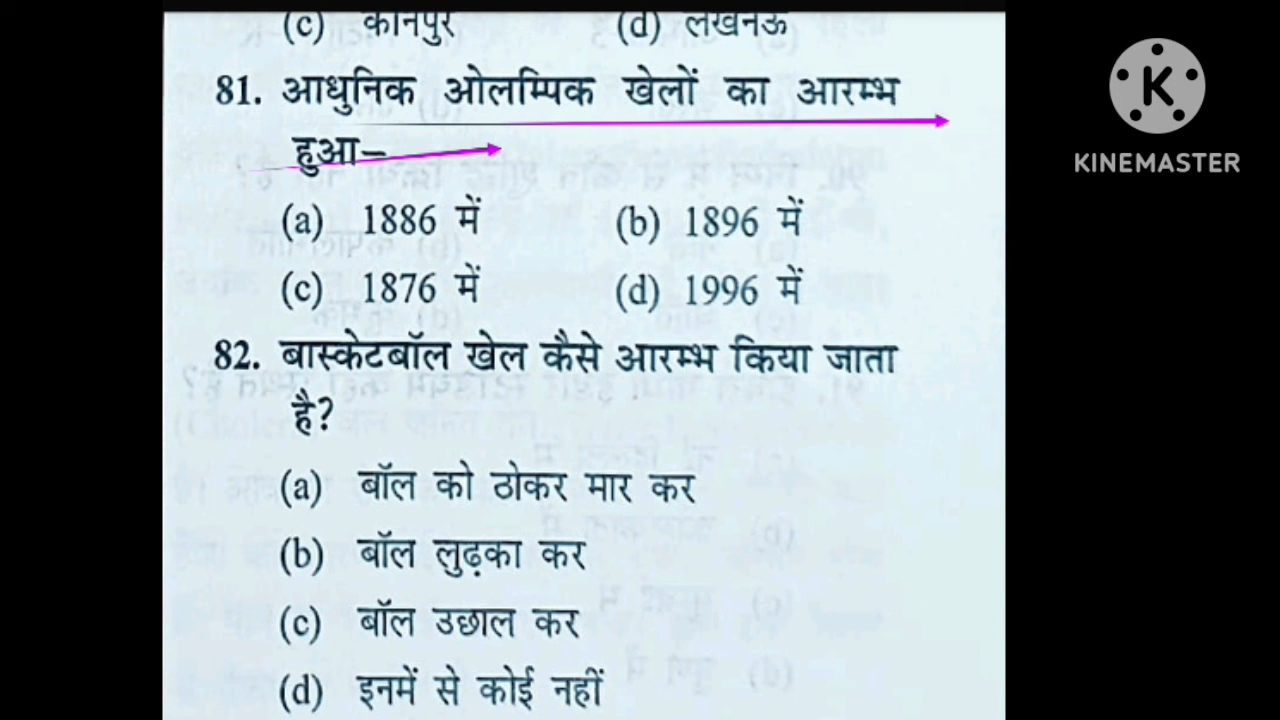 (c) कानपुर (d) लखनऊ
81. आधुनिक ओलम्पिक खेलों का आरम्भ
हुआ–
(a) 1886 में (b) 1896 में
(c) 1876 में (d) 1996 में
82. बास्केटबॉल खेल कैसे आरम्भ किया जाता
है?
(a) बॉल को ठोकर मार कर
(b) बॉल लुढ़का कर
(c) बॉल उछाल कर
(d) इनमें से कोई नहीं
K
KINEMASTER